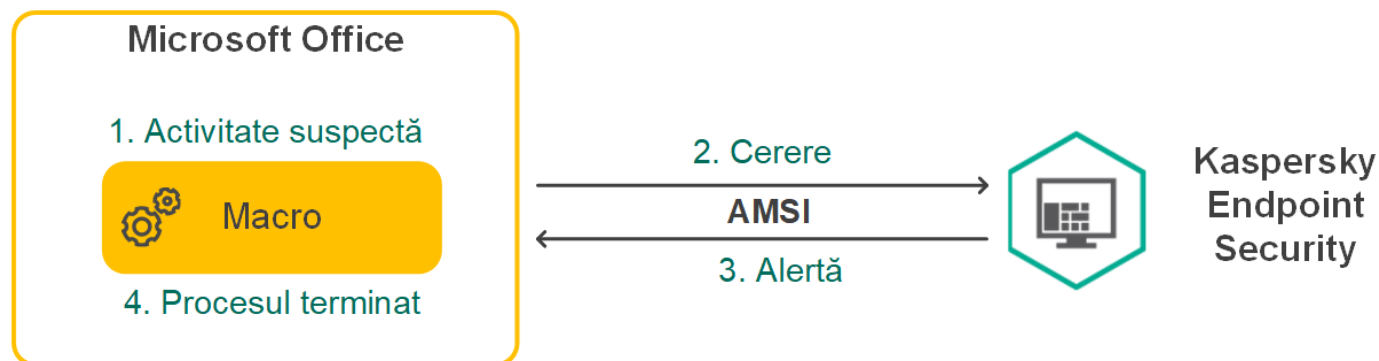 Microsoft Office
1. Activitate suspectă
Macro
4. Procesul terminat
2. Cerere
AMSI
3. Alertă
Kaspersky
Endpoint
Security